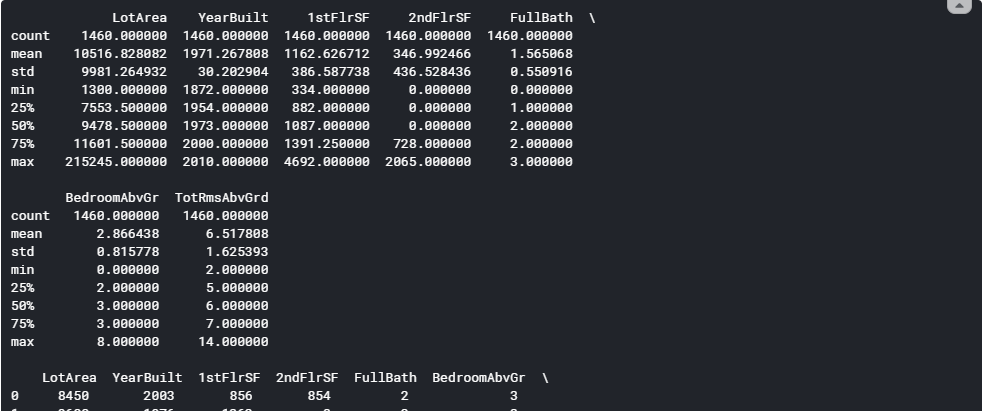 LotArea YearBuilt 1stFlrSF 2ndFlrSF FullBath \
count 1460.000000 1460.000000 1460.000000 1460.000000 1460.000000
mean 10516.828082 1971.267808 1162.626712 346.992466 1.565068
std 9981.264932 30.202904 386.587738 436.528436 0.550916
min 1300.000000 1872.000000 334.000000 0.000000 0.000000
25% 7553.500000 1954.000000 882.000000 0.000000 1.000000
50% 9478.500000 1973.000000 1087.000000 0.000000 2.000000
75% 11601.500000 2000.000000 1391.250000 728.000000 2.000000
max 215245.000000 2010.000000 4692.000000 2065.000000 3.000000
BedroomAbvGr TotRmsAbvGrd
count 1460.000000 1460.000000
mean 2.866438 6.517808
std 0.815778 1.625393
min 0.000000 2.000000
25% 2.000000 5.000000
50% 3.000000 6.000000
75% 3.000000 7.000000
max 8.000000 14.000000
LotArea YearBuilt 1stFlrSF 2ndFlrSF FullBath BedroomAbvGr \
0 8450 2003 856 854 2 3